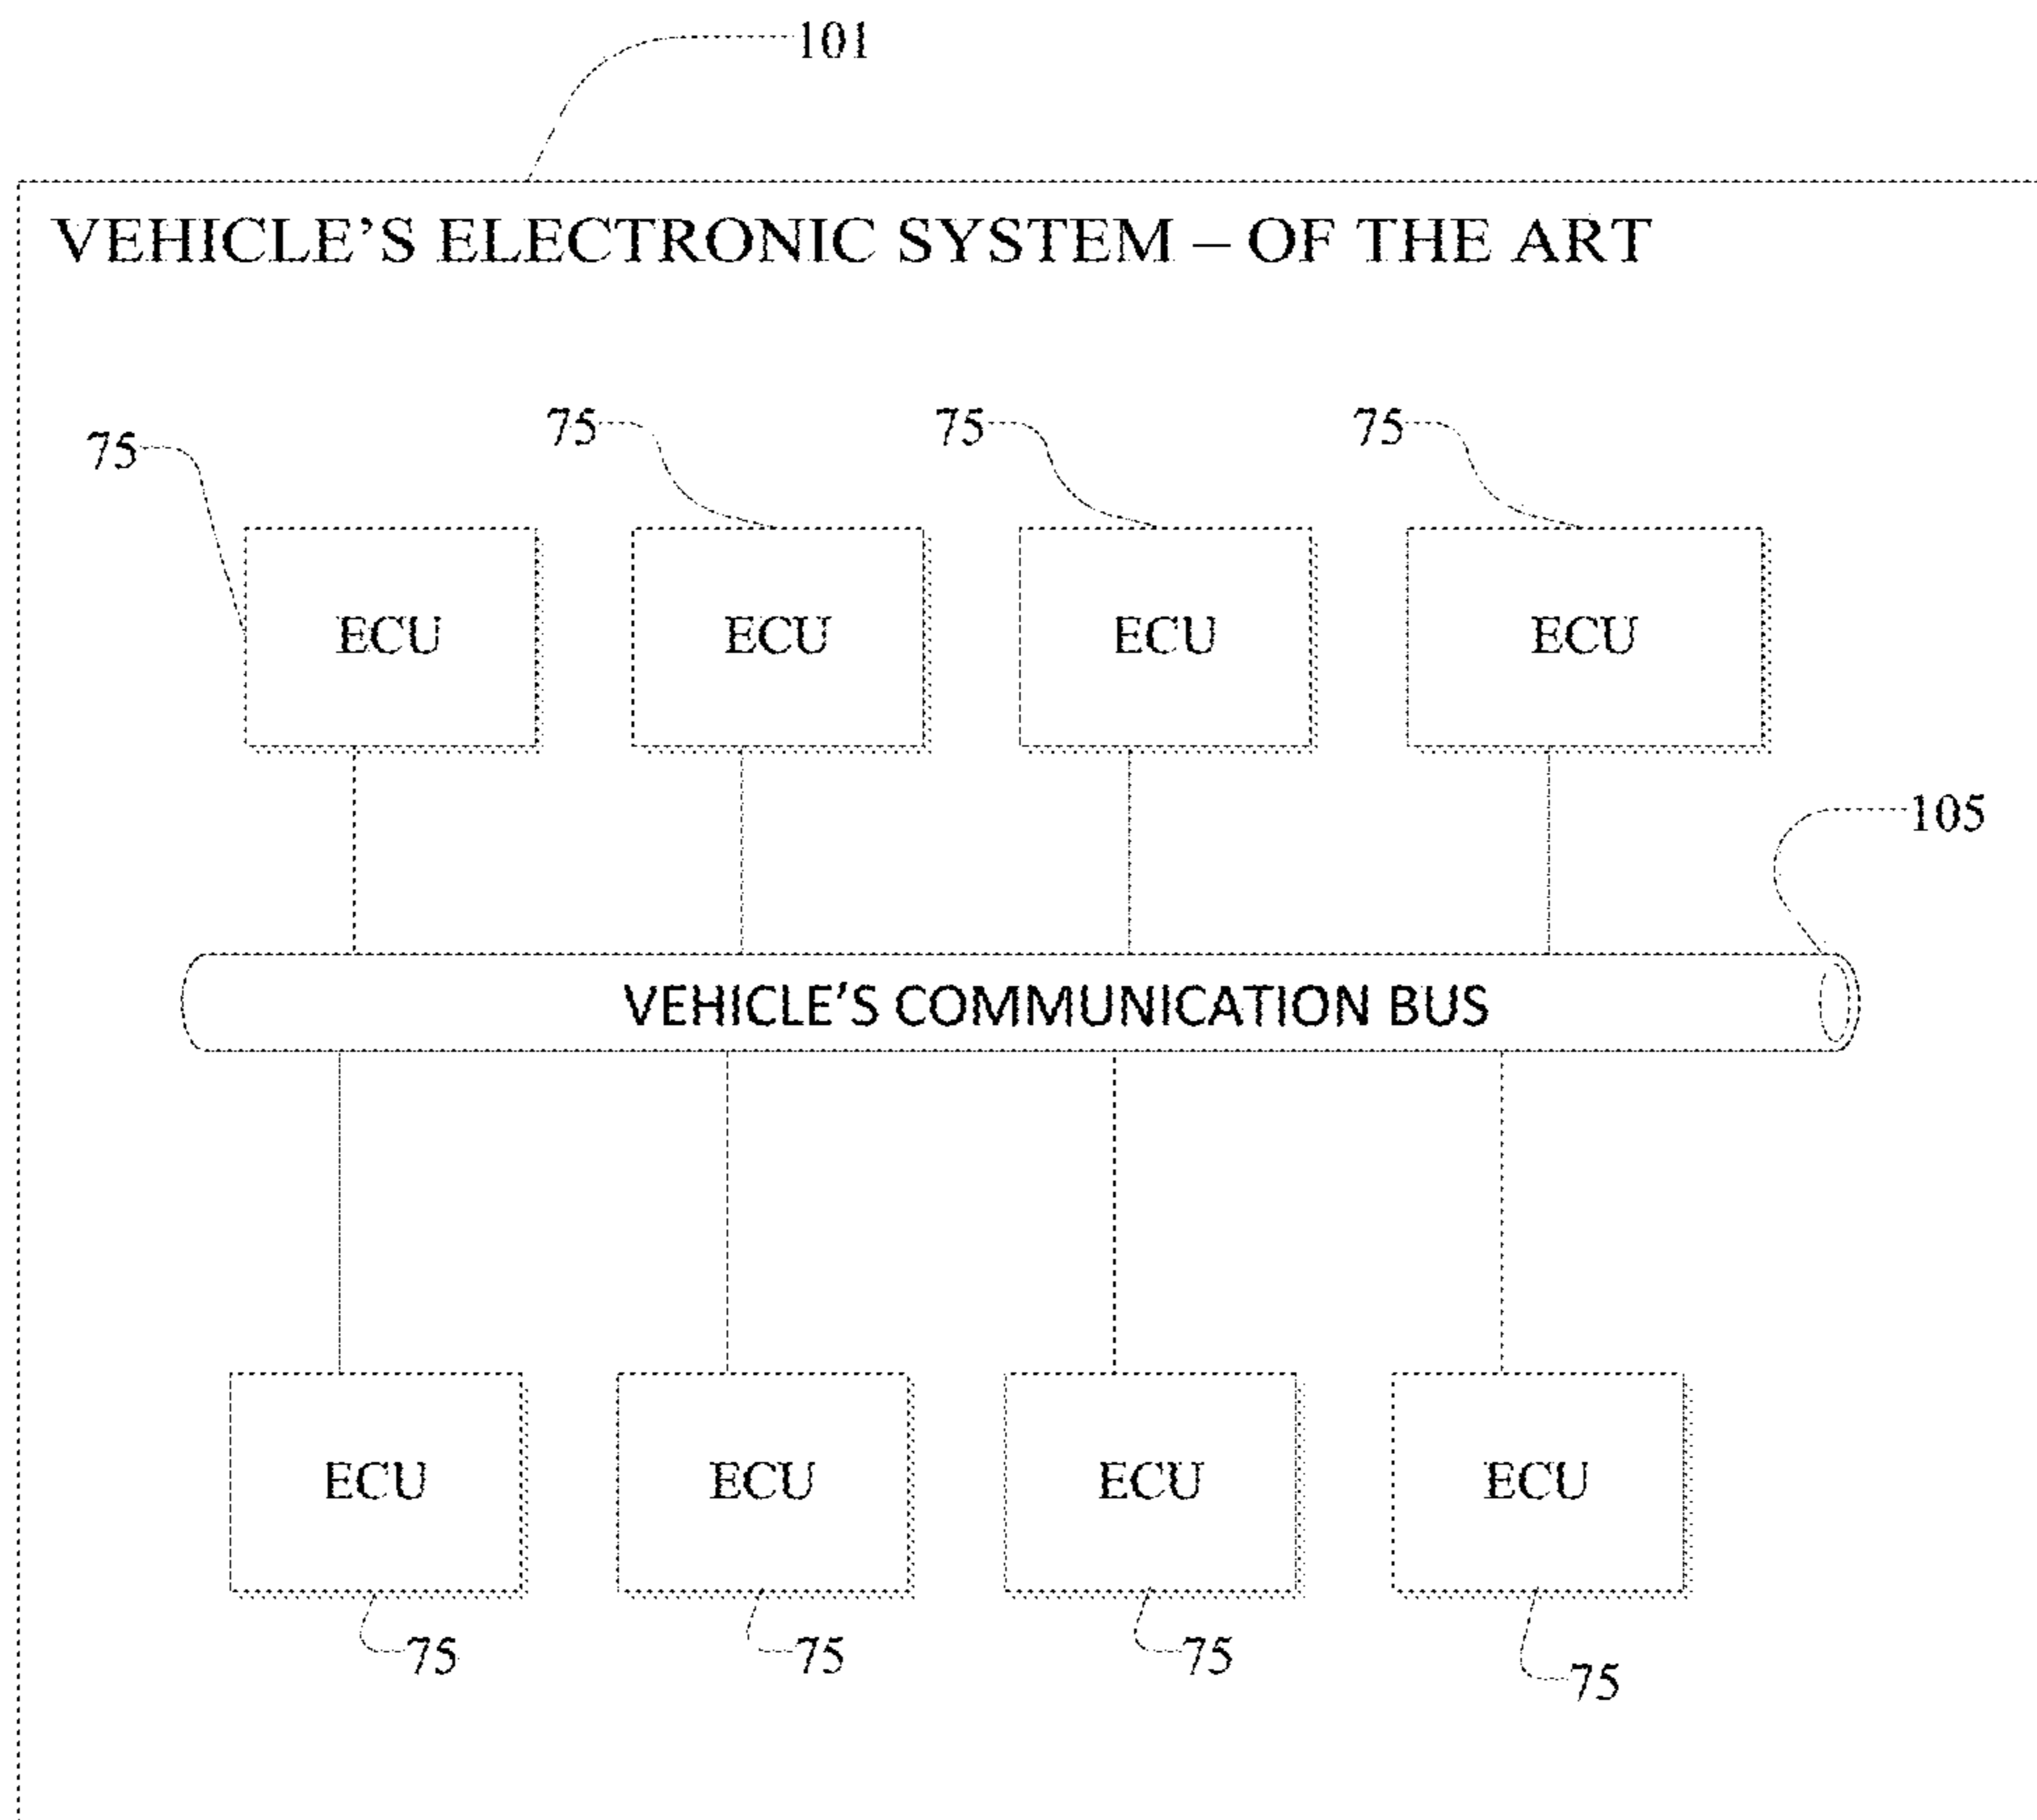 101
VEHICLE'S ELECTRONIC SYSTEM – OF THE ART
75 75 75 75
ECU ECU ECU ECU
105
VEHICLE'S COMMUNICATION BUS
ECU ECU ECU ECU
75 75 75 75